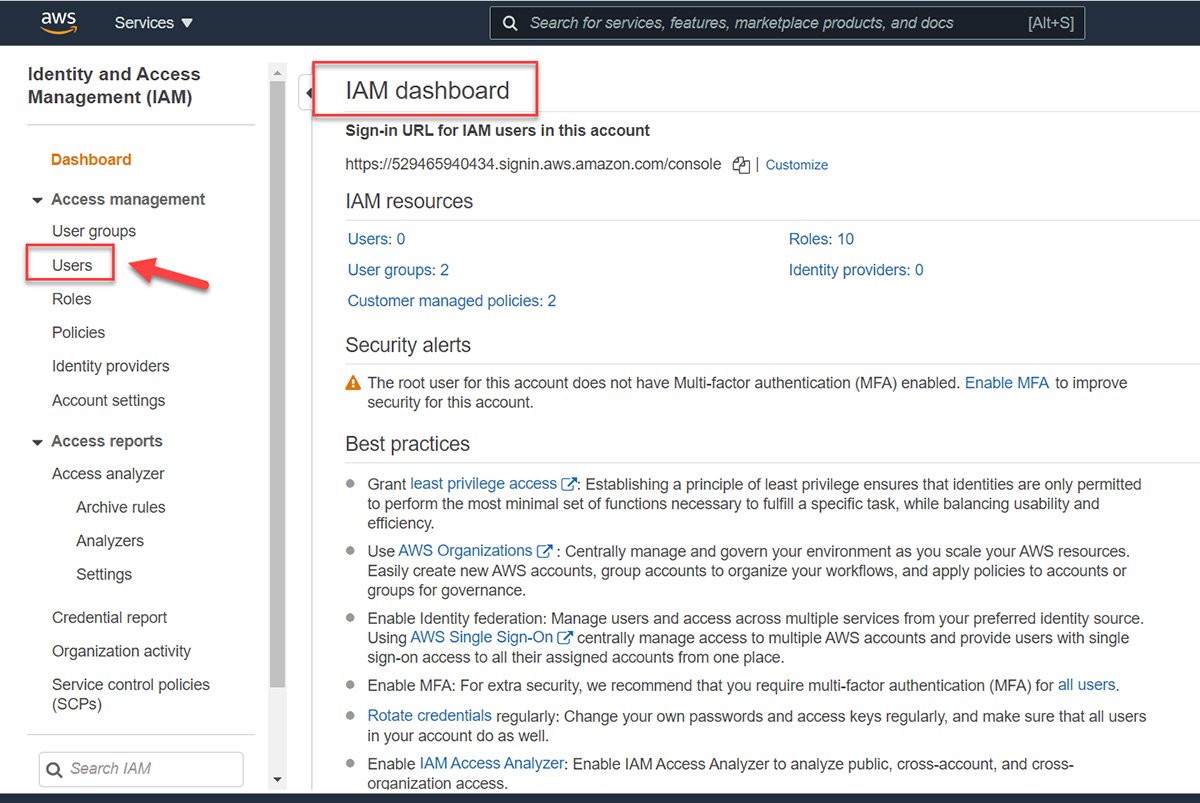 aws
Services
Search for services, features, marketplace products, and docs
[Alt+S]
Identity and Access
Management (IAM)
Dashboard
Access management
User groups
Users
Roles
Policies
Identity providers
Account settings
Access reports
Access analyzer
Archive rules
Analyzers
Settings
Credential report
Organization activity
Service control policies
(SCPs)
Search IAM
IAM dashboard
Sign-in URL for IAM users in this account
https://529465940434.signin.aws.amazon.com/console | Customize
IAM resources
Users: 0
Roles: 10
User groups: 2
Identity providers: 0
Customer managed policies: 2
Security alerts
The root user for this account does not have Multi-factor authentication (MFA) enabled. Enable MFA to improve
security for this account.
Best practices
Grant least privilege access : Establishing a principle of least privilege ensures that identities are only permitted
to perform the most minimal set of functions necessary to fulfill a specific task, while balancing usability and
efficiency.
Use AWS Organizations : Centrally manage and govern your environment as you scale your AWS resources.
Easily create new AWS accounts, group accounts to organize your workflows, and apply policies to accounts or
groups for governance.
Enable Identity federation: Manage users and access across multiple services from your preferred identity source.
Using AWS Single Sign-On centrally manage access to multiple AWS accounts and provide users with single
sign-on access to all their assigned accounts from one place.
Enable MFA: For extra security, we recommend that you require multi-factor authentication (MFA) for all users.
Rotate credentials regularly: Change your own passwords and access keys regularly, and make sure that all users
in your account do as well.
Enable IAM Access Analyzer: Enable IAM Access Analyzer to analyze public, cross-account, and cross-
organization access.